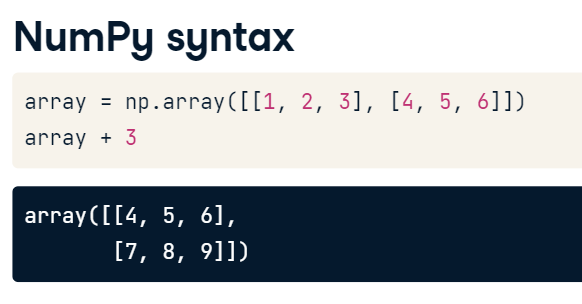 NumPy syntax
array = np.array([[1, 2, 3], [4, 5, 6]])
array + 3
array([[4, 5, 6],
       [7, 8, 9]])